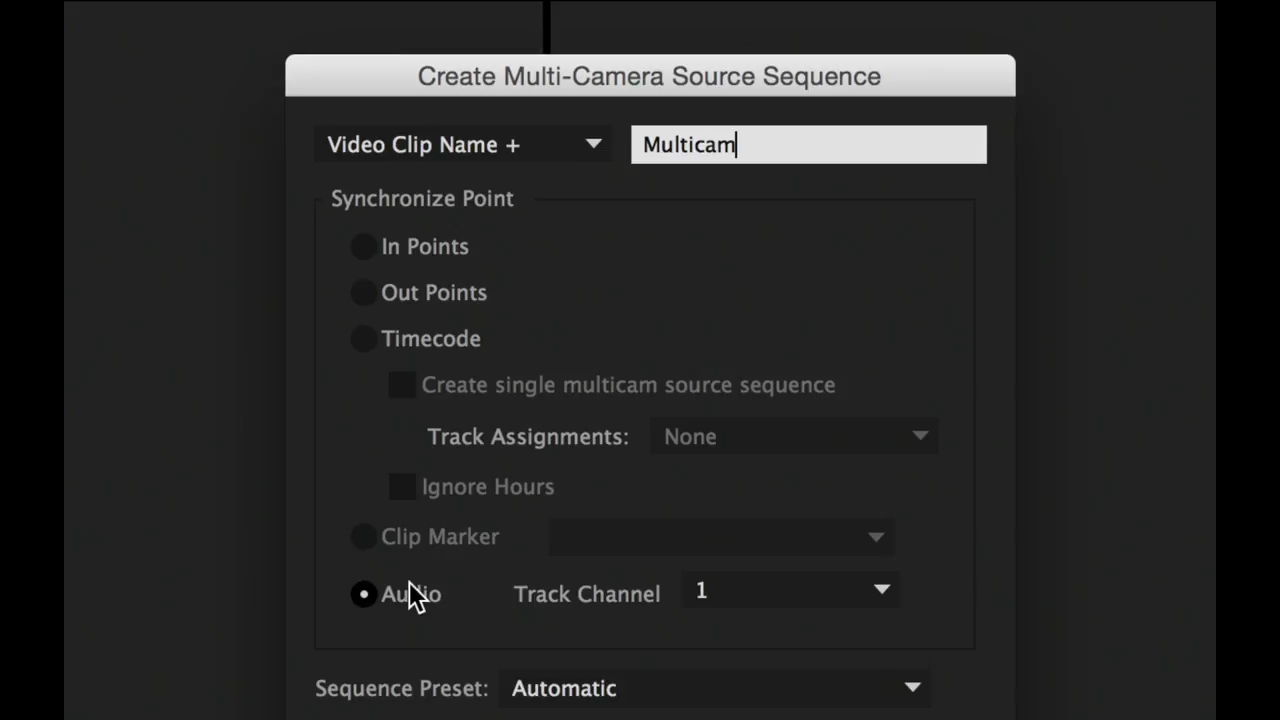 Create Multi-Camera Source Sequence
Video Clip Name + Multicam
Synchronize Point
In Points
Out Points
Timecode
Create single multicam source sequence
Track Assignments: None
Ignore Hours
Clip Marker
Audio Track Channel 1
Sequence Preset: Automatic